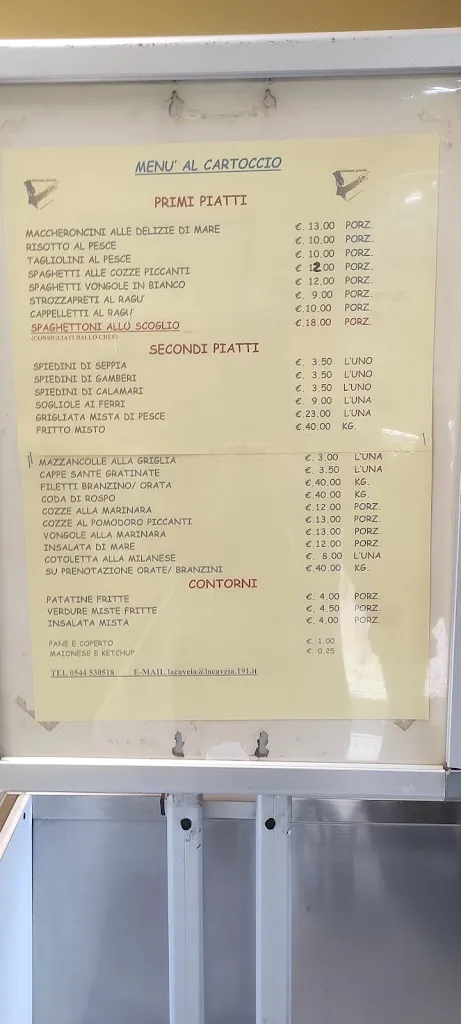 MENU' AL CARTOCCIO
PRIMI PIATTI
MACCHERONCINI ALLE DELIZIE DI MARE €. 13.00 PORZ.
RISOTTO AL PESCE €. 10.00 PORZ.
TAGLIOLINI AL PESCE €. 10.00 PORZ.
SPAGHETTI ALLE COZZE PICCANTI €. 12.00 PORZ.
SPAGHETTI VONGOLE IN BIANCO €. 12.00 PORZ.
STROZZAPRETI AL RAGU' €. 9.00 PORZ.
CAPPELLETTI AL RAGU' €.10.00 PORZ.
SPAGHETTONI ALLO SCOGLIO €.18.00 PORZ.
(CONSIGLIATI DALLO CHEF)
SECONDI PIATTI
SPIEDINI DI SEPPIA €. 3.50 L'UNO
SPIEDINI DI GAMBERI €. 3.50 L'UNO
SPIEDINI DI CALAMARI €. 3.50 L'UNO
SOGLIOLE AI FERRI €. 9.00 L'UNA
GRIGLIATA MISTA DI PESCE €.23.00 L'UNA
FRITTO MISTO €.40.00 KG.
MAZZANCOLLE ALLA GRIGLIA €. 3.00 L'UNA
CAPPE SANTE GRATINATE €. 3.50 L'UNA
FILETTI BRANZINO/ ORATA €.40.00 KG.
CODA DI ROSPO €.40.00 KG.
COZZE ALLA MARINARA €.12.00 PORZ.
COZZE AL POMODORO PICCANTI €.13.00 PORZ.
VONGOLE ALLA MARINARA €.13.00 PORZ.
INSALATA DI MARE €.12.00 PORZ.
COTOLETTA ALLA MILANESE €. 8.00 L'UNA
SU PRENOTAZIONE ORATE/ BRANZINI €.40.00 KG.
CONTORNI
PATATINE FRITTE €. 4.00 PORZ.
VERDURE MISTE FRITTE €. 4.50 PORZ.
INSALATA MISTA €. 4.00 PORZ.
PANE E COPERTO €. 1.00
MAIONESE E KETCHUP €. 0.25
TEL 0544 530518 E-MAIL lacaveia@lacaveia.191.it